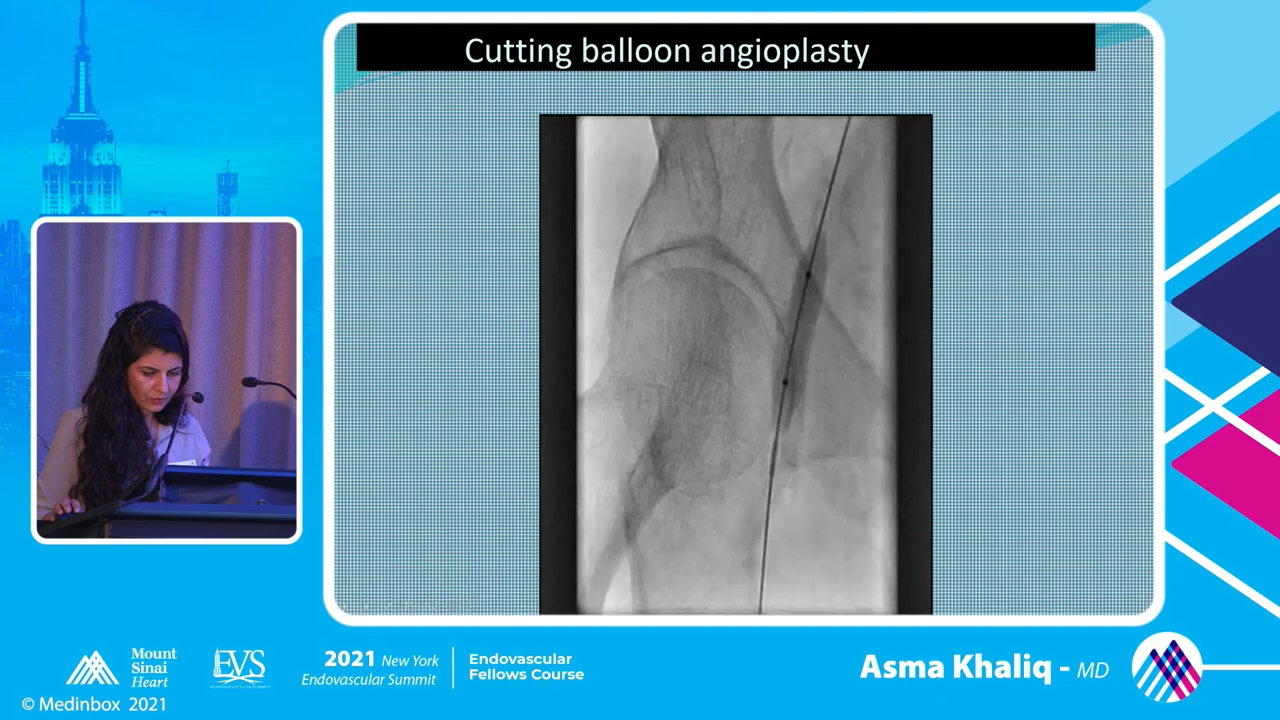 Cutting balloon angioplasty
Mount
Sinai
Heart
EVS
2021 New York
Endovascular Summit
Endovascular
Fellows Course
Asma Khaliq - MD
© Medinbox 2021